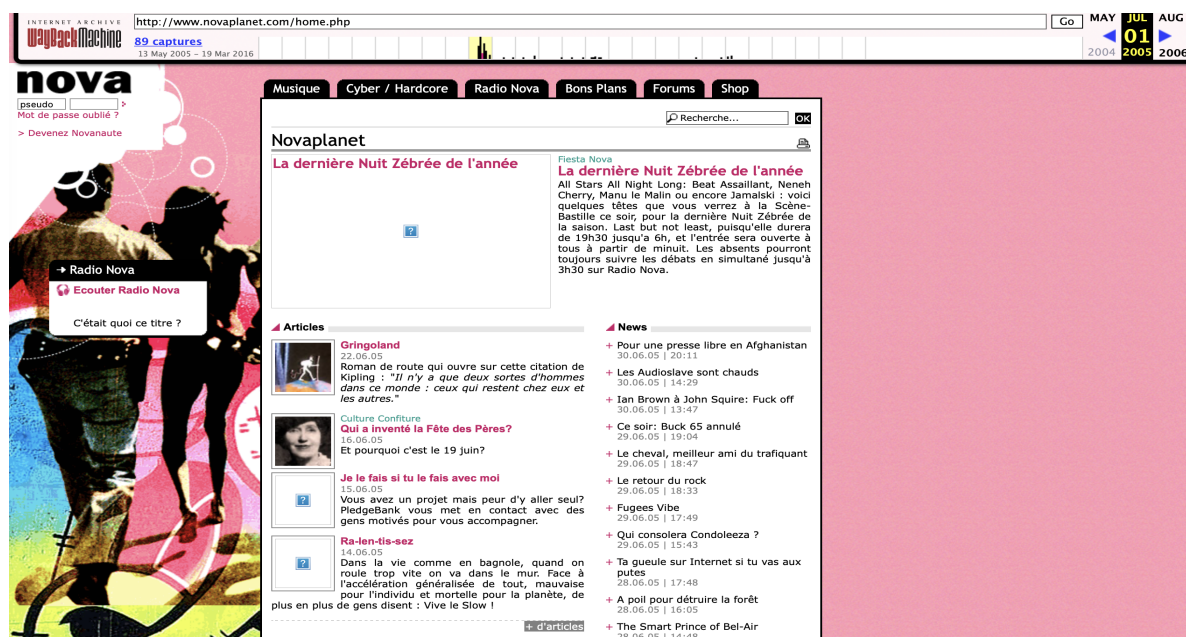 INTERNET ARCHIVE
WayBackMachine
http://www.novaplanet.com/home.php
Go
MAY JUL AUG
89 captures
13 May 2005 – 19 Mar 2016
01
2004 2005 2006
nova
pseudo
Mot de passe oublié ?
> Devenez Novanaute
Musique
Cyber / Hardcore
Radio Nova
Bons Plans
Forums
Shop
Recherche...
OK
Novaplanet
La dernière Nuit Zébrée de l'année
Fiesta Nova
La dernière Nuit Zébrée de l'année
All Stars All Night Long: Beat Assaillant, Neneh
Cherry, Manu le Malin ou encore Jamalski : voici
quelques têtes que vous verrez à la Scène-
Bastille ce soir, pour la dernière Nuit Zébrée de
la saison. Last but not least, puisqu'elle durera
de 19h30 jusqu'a 6h, et l'entrée sera ouverte à
tous à partir de minuit. Les absents pourront
toujours suivre les débats en simultané jusqu'à
3h30 sur Radio Nova.
Radio Nova
Ecouter Radio Nova
C'était quoi ce titre ?
Articles
Gringoland
22.06.05
Roman de route qui ouvre sur cette citation de
Kipling : "Il n'y a que deux sortes d'hommes
dans ce monde : ceux qui restent chez eux et
les autres."
Culture Confiture
Qui a inventé la Fête des Pères?
16.06.05
Et pourquoi c'est le 19 juin?
Je le fais si tu le fais avec moi
15.06.05
Vous avez un projet mais peur d'y aller seul?
PledgeBank vous met en contact avec des
gens motivés pour vous accompagner.
Ra-len-tis-sez
14.06.05
Dans la vie comme en bagnole, quand on
roule trop vite on va dans le mur. Face à
l'accélération généralisée de tout, mauvaise
pour l'individu et mortelle pour la planète, de
plus en plus de gens disent : Vive le Slow !
+ d'articles
News
+ Pour une presse libre en Afghanistan
30.06.05 | 20:11
+ Les Audioslave sont chauds
30.06.05 | 14:29
+ Ian Brown à John Squire: Fuck off
30.06.05 | 13:47
+ Ce soir: Buck 65 annulé
29.06.05 | 19:04
+ Le cheval, meilleur ami du trafiquant
29.06.05 | 18:47
+ Le retour du rock
29.06.05 | 18:33
+ Fugees Vibe
29.06.05 | 17:49
+ Qui consolera Condoleeza ?
29.06.05 | 15:43
+ Ta gueule sur Internet si tu vas aux
putes
28.06.05 | 17:48
+ A poil pour détruire la forêt
28.06.05 | 16:05
+ The Smart Prince of Bel-Air
28.06.05 | 14:48